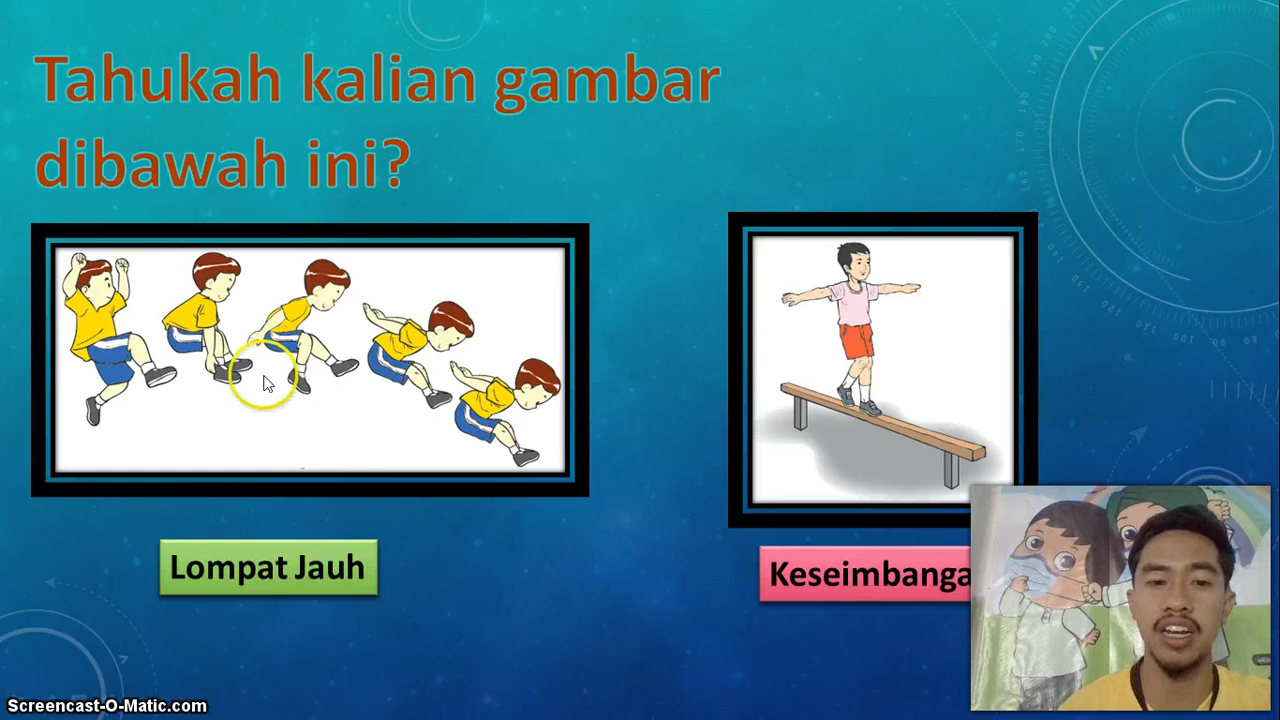 Tahukah kalian gambar
dibawah ini?
Lompat Jauh
Keseimbanga
Screencast-O-Matic.com